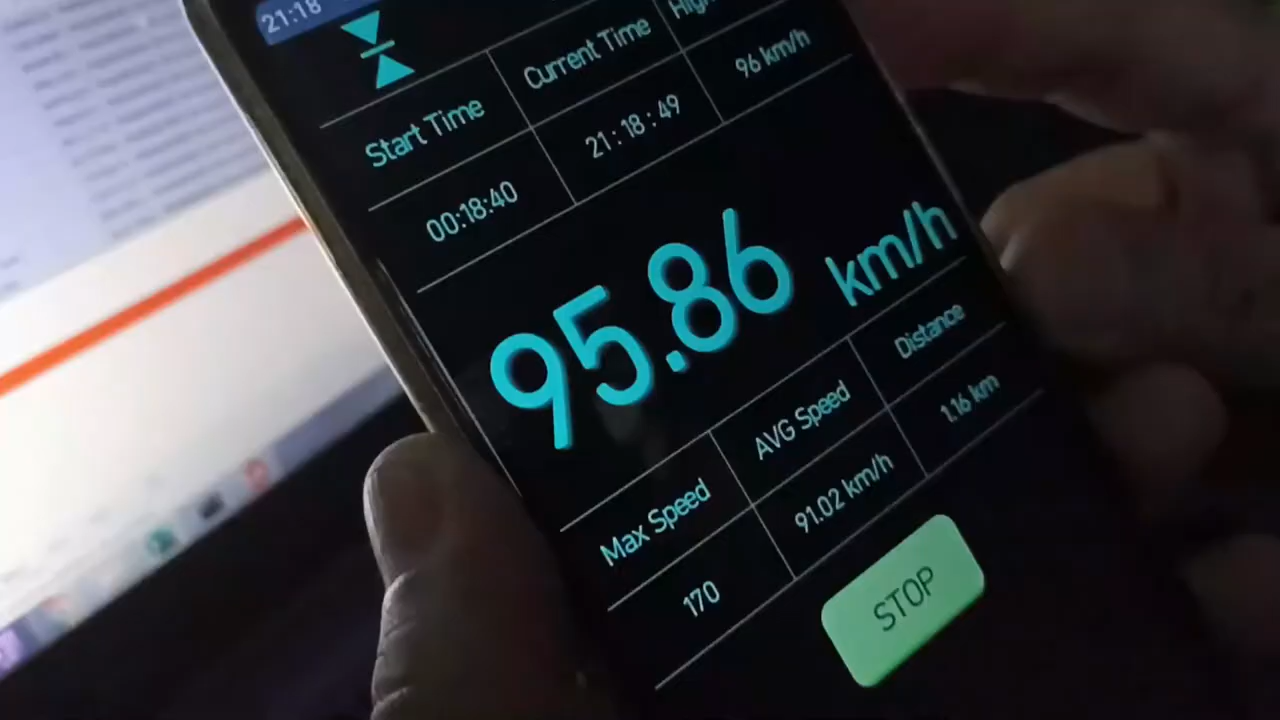 21:18
Start Time
Current Time
High
00:18:40
21 : 18 : 49
96 km/h
95.86 km/h
Max Speed
AVG Speed
Distance
170
91.02 km/h
1.16 km
STOP